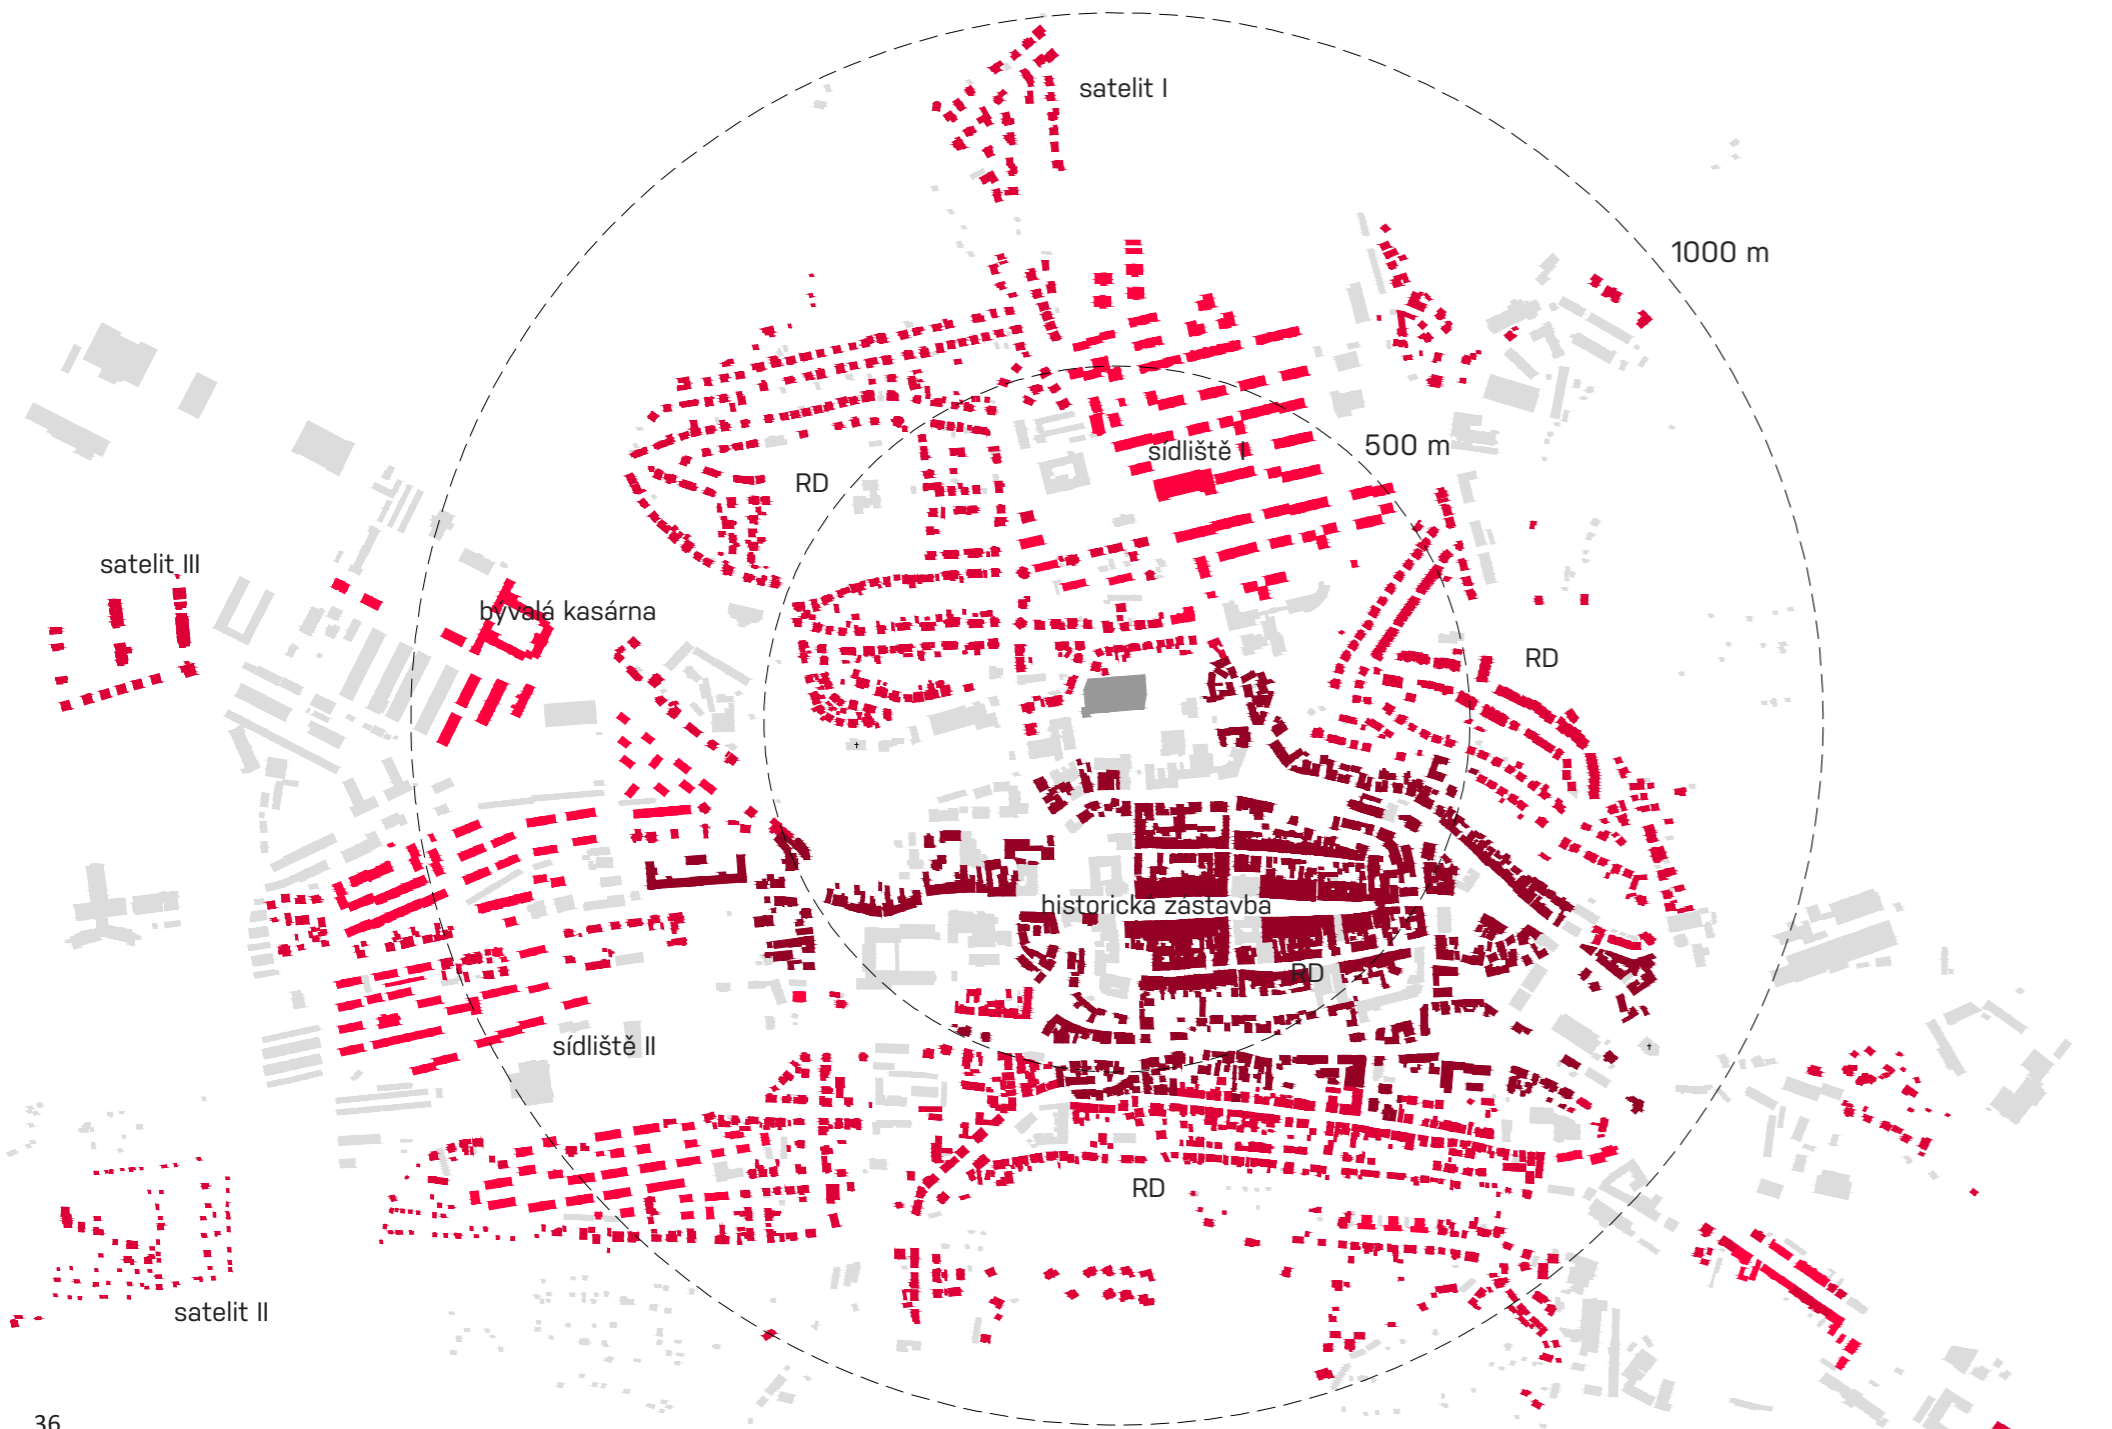 satelit I
1000 m
500 m
sídliště I
RD
satelit III
bývalá kasárna
RD
historická zástavba
RD
sídliště II
RD
satelit II
36